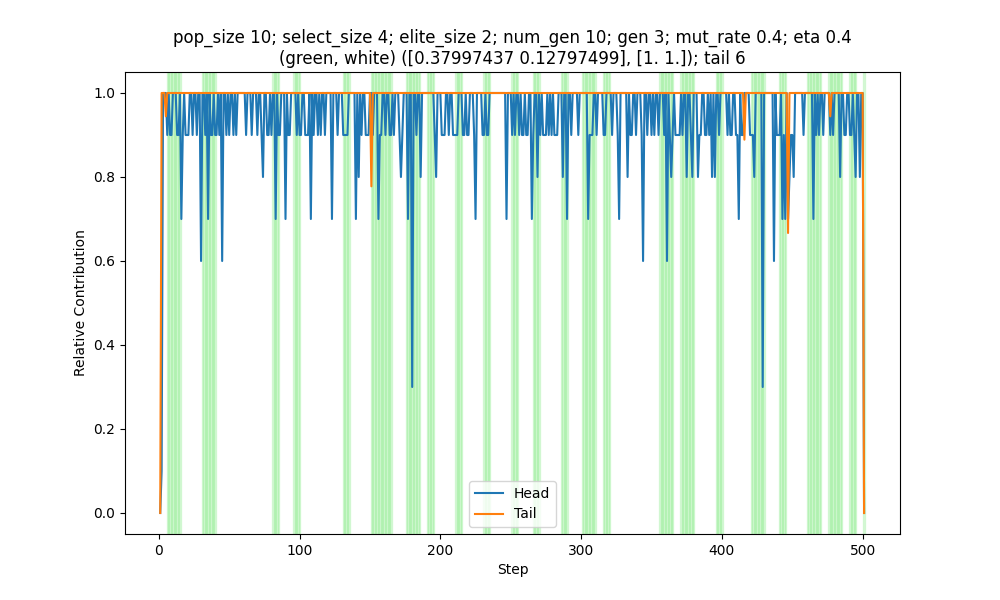 pop_size 10; select_size 4; elite_size 2; num_gen 10; gen 3; mut_rate 0.4; eta 0.4
(green, white) ([0.37997437 0.12797499], [1. 1.]); tail 6
1.0
0.8
0.6
0.4
0.2
0.0
Relative Contribution
Head
Tail
0 100 200 300 400 500
Step